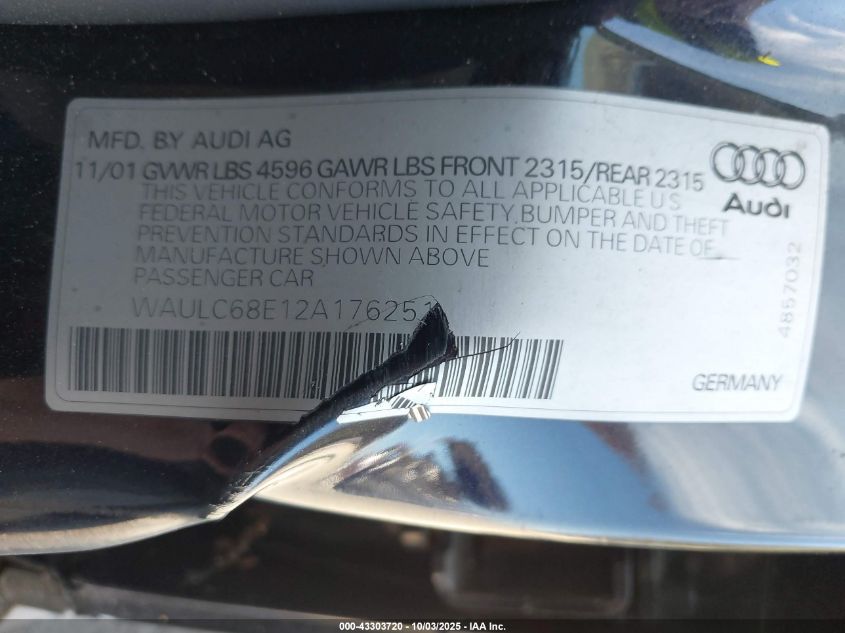 MFD. BY AUDI AG
11/01 GVWR LBS 4596 GAWR LBS FRONT 2315/REAR 2315
THIS VEHICLE CONFORMS TO ALL APPLICABLE U S
FEDERAL MOTOR VEHICLE SAFETY, BUMPER AND THEFT
PREVENTION STANDARDS IN EFFECT ON THE DATE OF
MANUFACTURE SHOWN ABOVE
PASSENGER CAR
WAULC68E12A176251
Audi
4857032
GERMANY
000-43303720 - 10/03/2025 - IAA Inc.